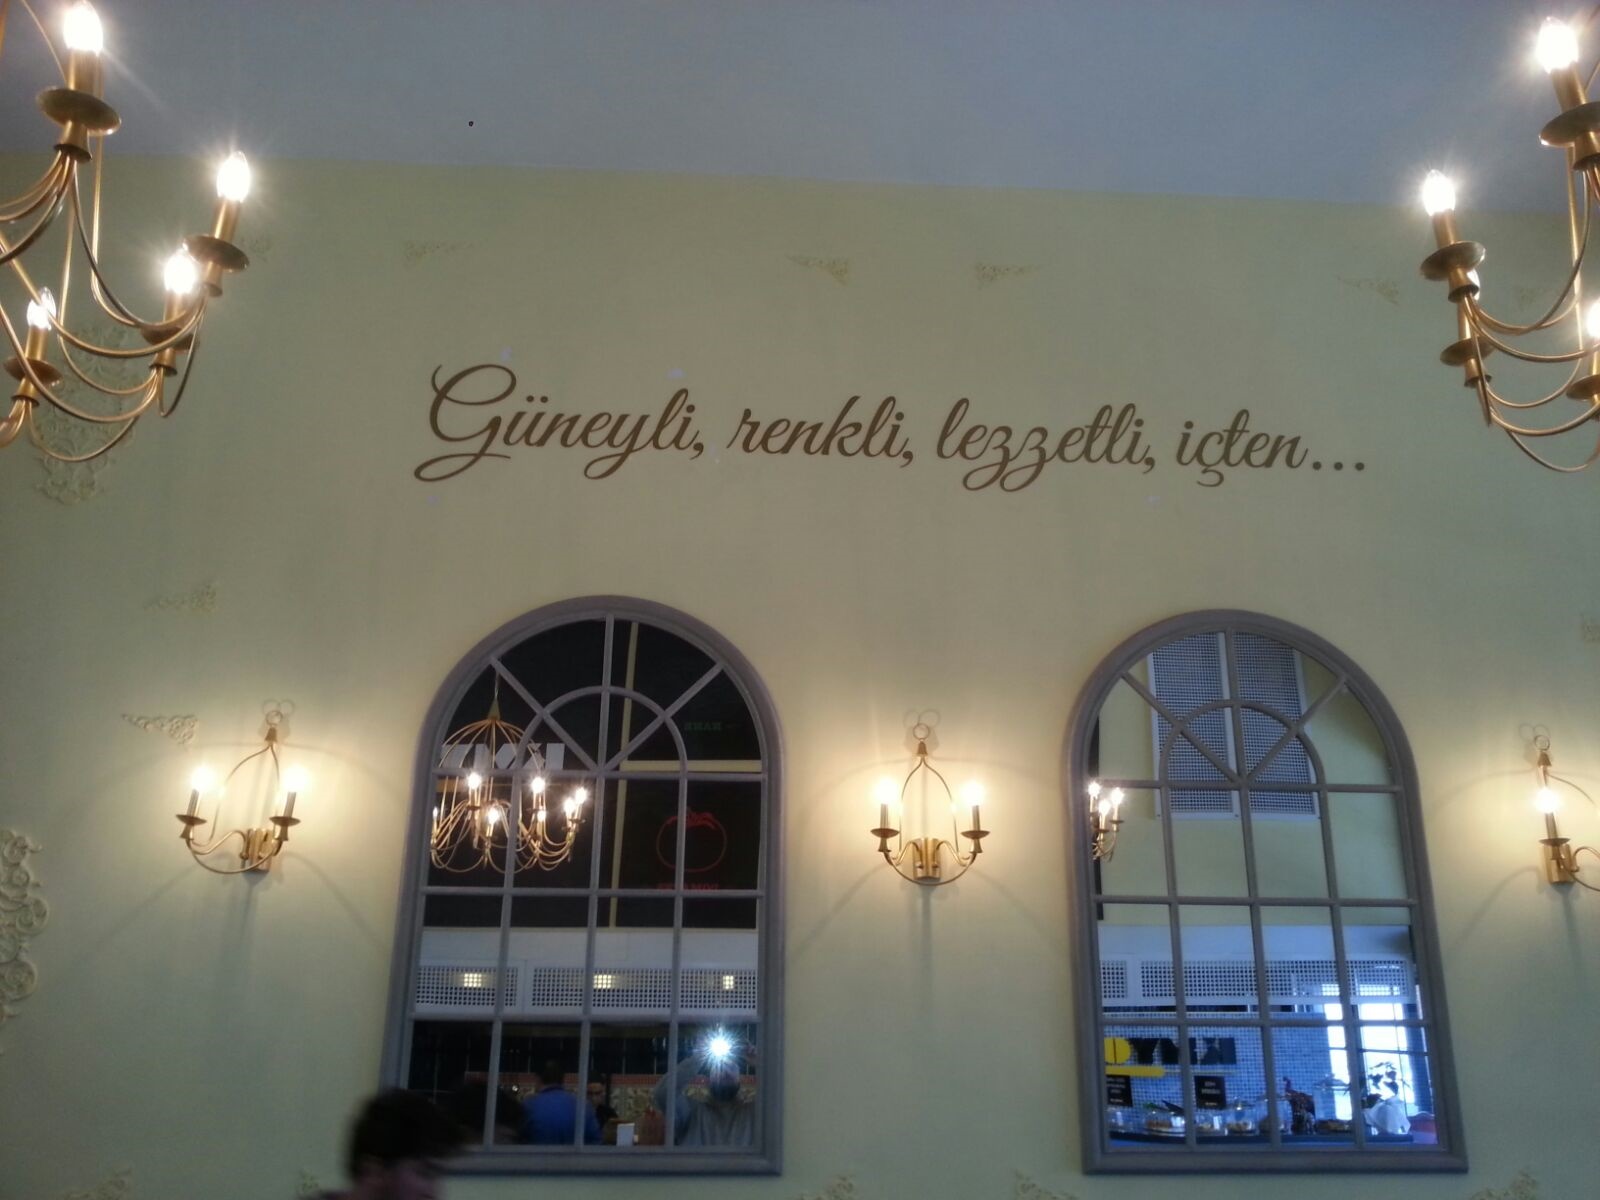 Güneyli, renkli, lezzetli, içten...